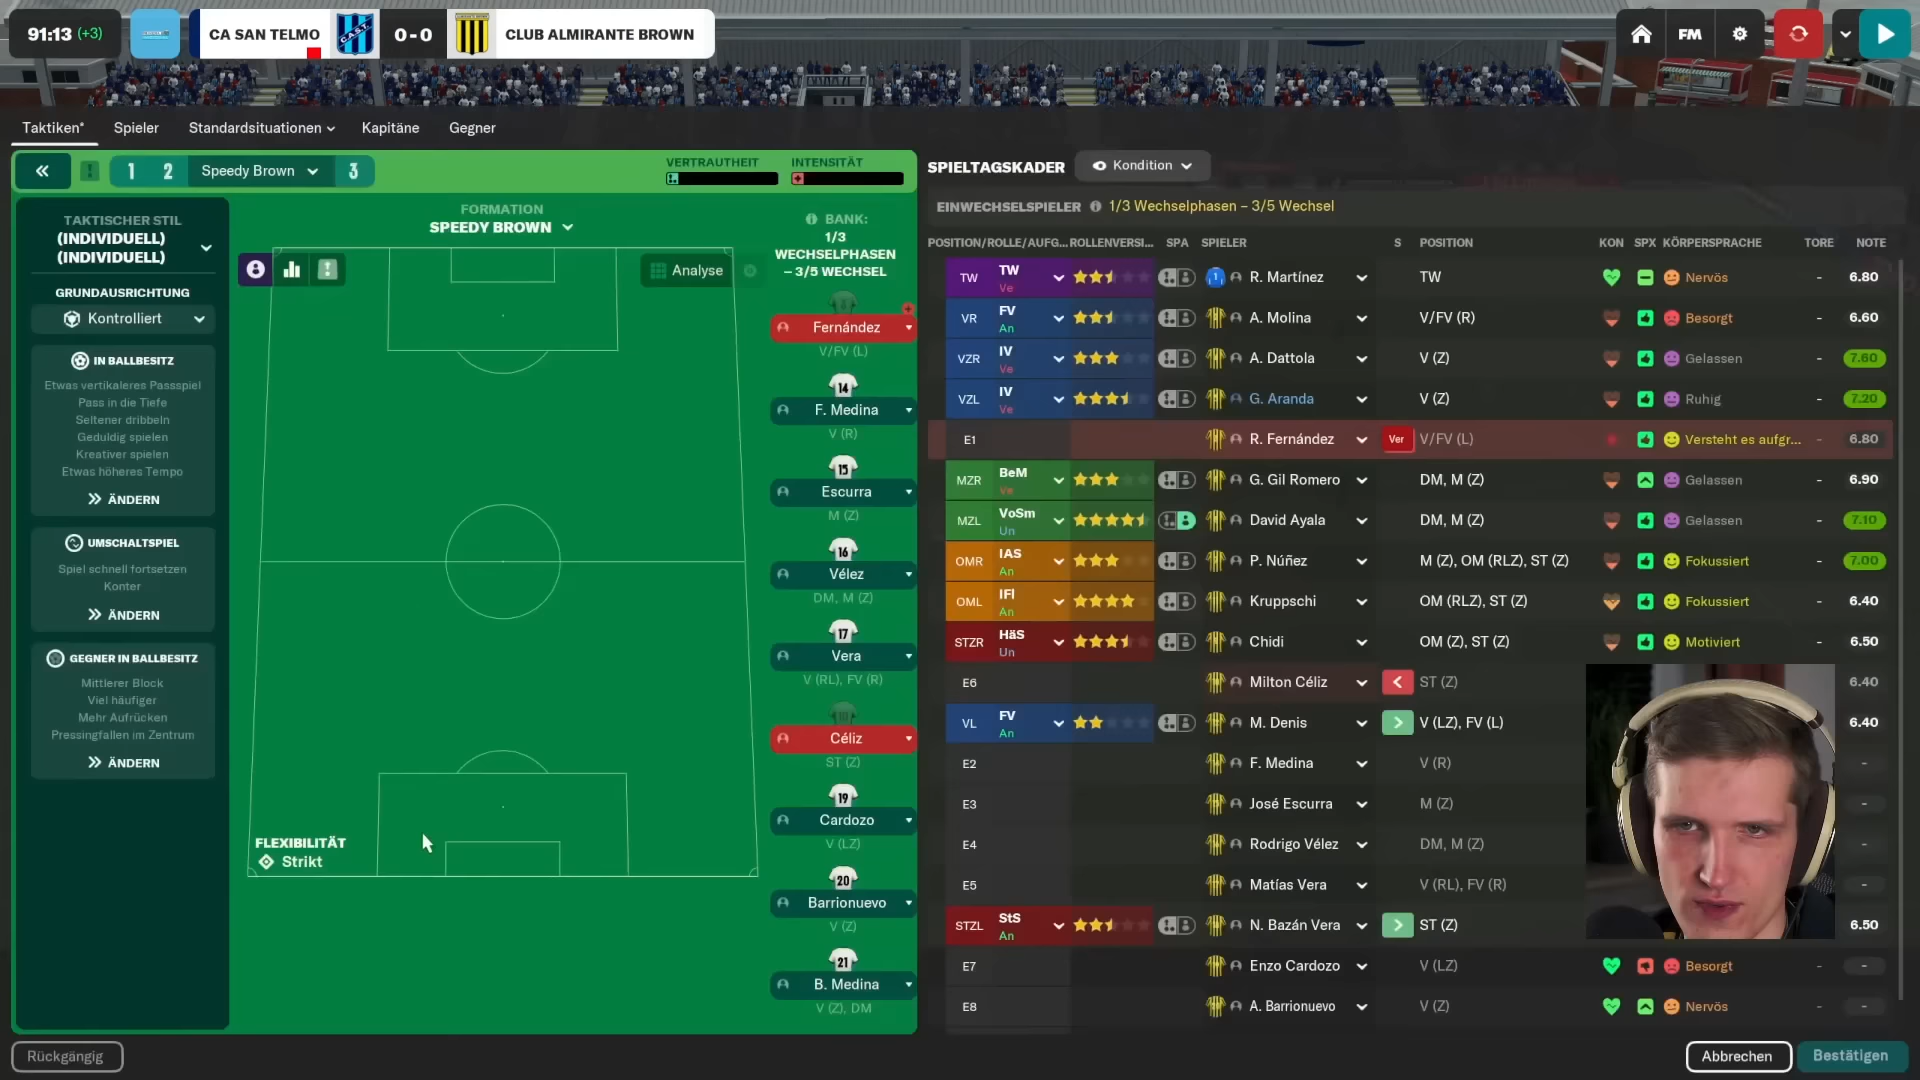 91:13 (+3)
CA SAN TELMO
0-0
CLUB ALMIRANTE BROWN
FM
Taktiken*
Spieler
Standardsituationen
Kapitäne
Gegner
1
2
Speedy Brown
3
VERTRAUTHEIT
INTENSITÄT
TAKTISCHER STIL
(INDIVIDUELL)
(INDIVIDUELL)
GRUNDAUSRICHTUNG
Kontrolliert
IN BALLBESITZ
Etwas vertikaleres Passspiel
Pass in die Tiefe
Seltener dribbeln
Geduldig spielen
Kreativer spielen
Etwas höheres Tempo
ÄNDERN
UMSCHALTSPIEL
Spiel schnell fortsetzen
Konter
ÄNDERN
GEGNER IN BALLBESITZ
Mittlerer Block
Viel häufiger
Mehr Aufrücken
Pressingfallen im Zentrum
ÄNDERN
FORMATION
SPEEDY BROWN
Analyse
FLEXIBILITÄT
Strikt
BANK:
1/3
WECHSELPHASEN
– 3/5 WECHSEL
Fernández
V/FV (L)
14
F. Medina
V (R)
15
Escurra
M (Z)
16
Vélez
DM, M (Z)
17
Vera
V (RL), FV (R)
Céliz
ST (Z)
19
Cardozo
V (LZ)
20
Barrionuevo
V (Z)
21
B. Medina
V (Z), DM
SPIELTAGSKADER
Kondition
EINWECHSELSPIELER 1/3 Wechselphasen – 3/5 Wechsel
POSITION/ROLLE/AUFG... ROLLENVERSI... SPA SPIELER S POSITION KON SPX KÖRPERSPRACHE TORE NOTE
TW TW Ve R. Martínez TW Nervös - 6.80
VR FV An A. Molina V/FV (R) Besorgt - 6.60
VZR IV Ve A. Dattola V (Z) Gelassen - 7.60
VZL IV Ve G. Aranda V (Z) Ruhig - 7.20
E1 R. Fernández Ver V/FV (L) Versteht es aufgr... - 6.80
MZR BeM Ve G. Gil Romero DM, M (Z) Gelassen - 6.90
MZL VoSm Un David Ayala DM, M (Z) Gelassen - 7.10
OMR IAS An P. Núñez M (Z), OM (RLZ), ST (Z) Fokussiert - 7.00
OML IFl An Kruppschi OM (RLZ), ST (Z) Fokussiert - 6.40
STZR HäS Un Chidi OM (Z), ST (Z) Motiviert - 6.50
E6 Milton Céliz ST (Z) 6.40
VL FV An M. Denis V (LZ), FV (L) 6.40
E2 F. Medina V (R) -
E3 José Escurra M (Z) -
E4 Rodrigo Vélez DM, M (Z) -
E5 Matías Vera V (RL), FV (R) -
STZL StS An N. Bazán Vera ST (Z) 6.50
E7 Enzo Cardozo V (LZ) Besorgt - -
E8 A. Barrionuevo V (Z) Nervös - -
Rückgängig
Abbrechen
Bestätigen